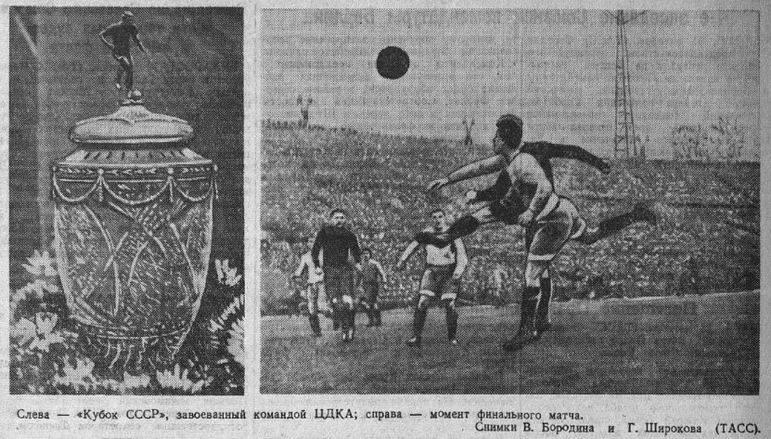 Слева — «Кубок СССР», завоеванный командой ЦДКА; справа — момент финального матча.
Снимки В. Бородина и Г. Широкова (ТАСС).